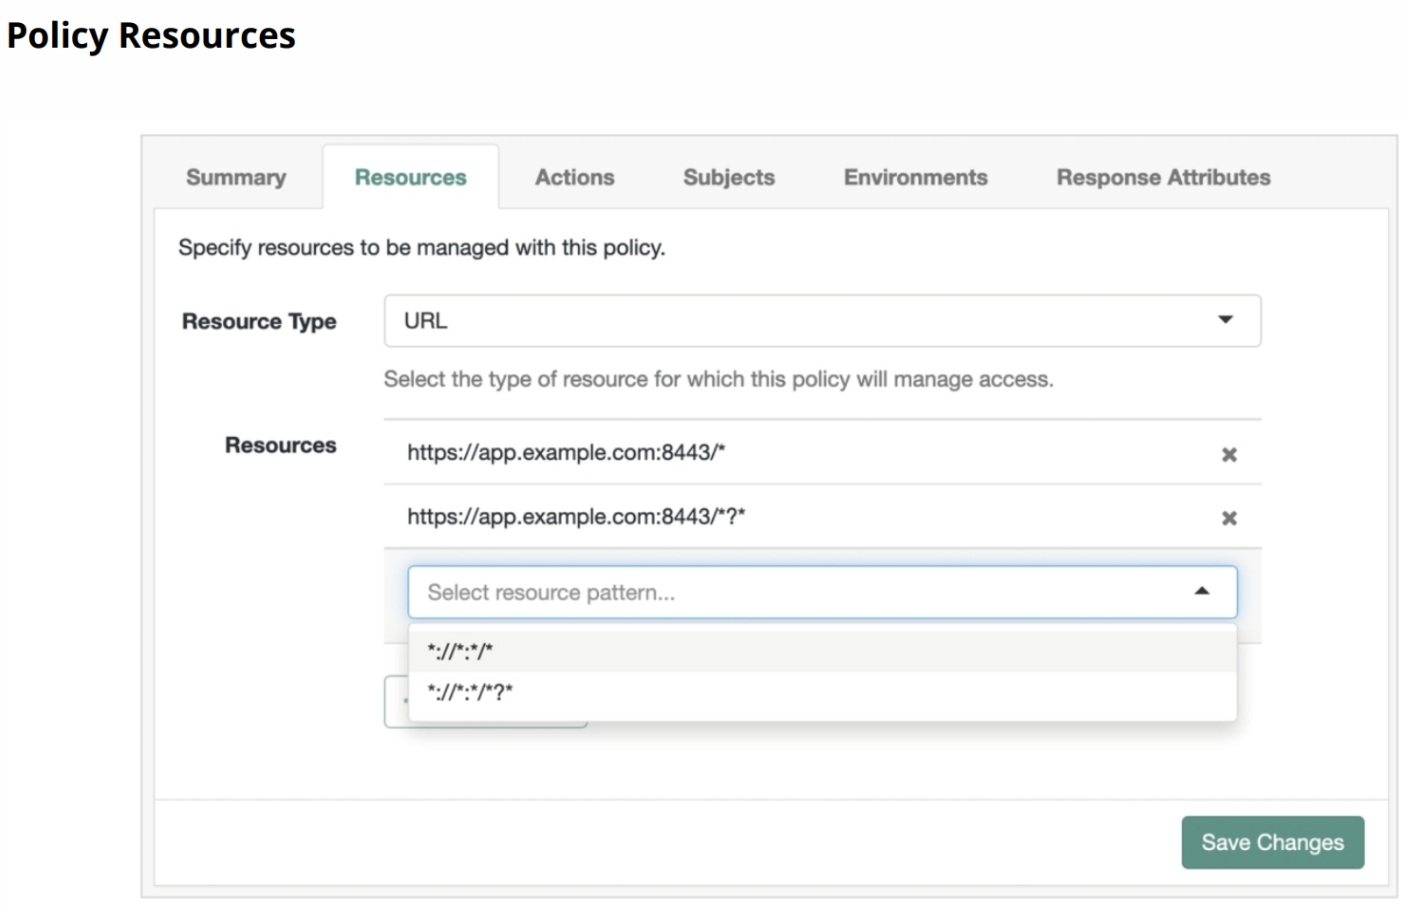 Policy Resources
Summary Resources Actions Subjects Environments Response Attributes
Specify resources to be managed with this policy.
Resource Type URL
Select the type of resource for which this policy will manage access.
Resources https://app.example.com:8443/*
https://app.example.com:8443/*?*
Select resource pattern...
*://*:*/*
*://*:*/*?*
Save Changes